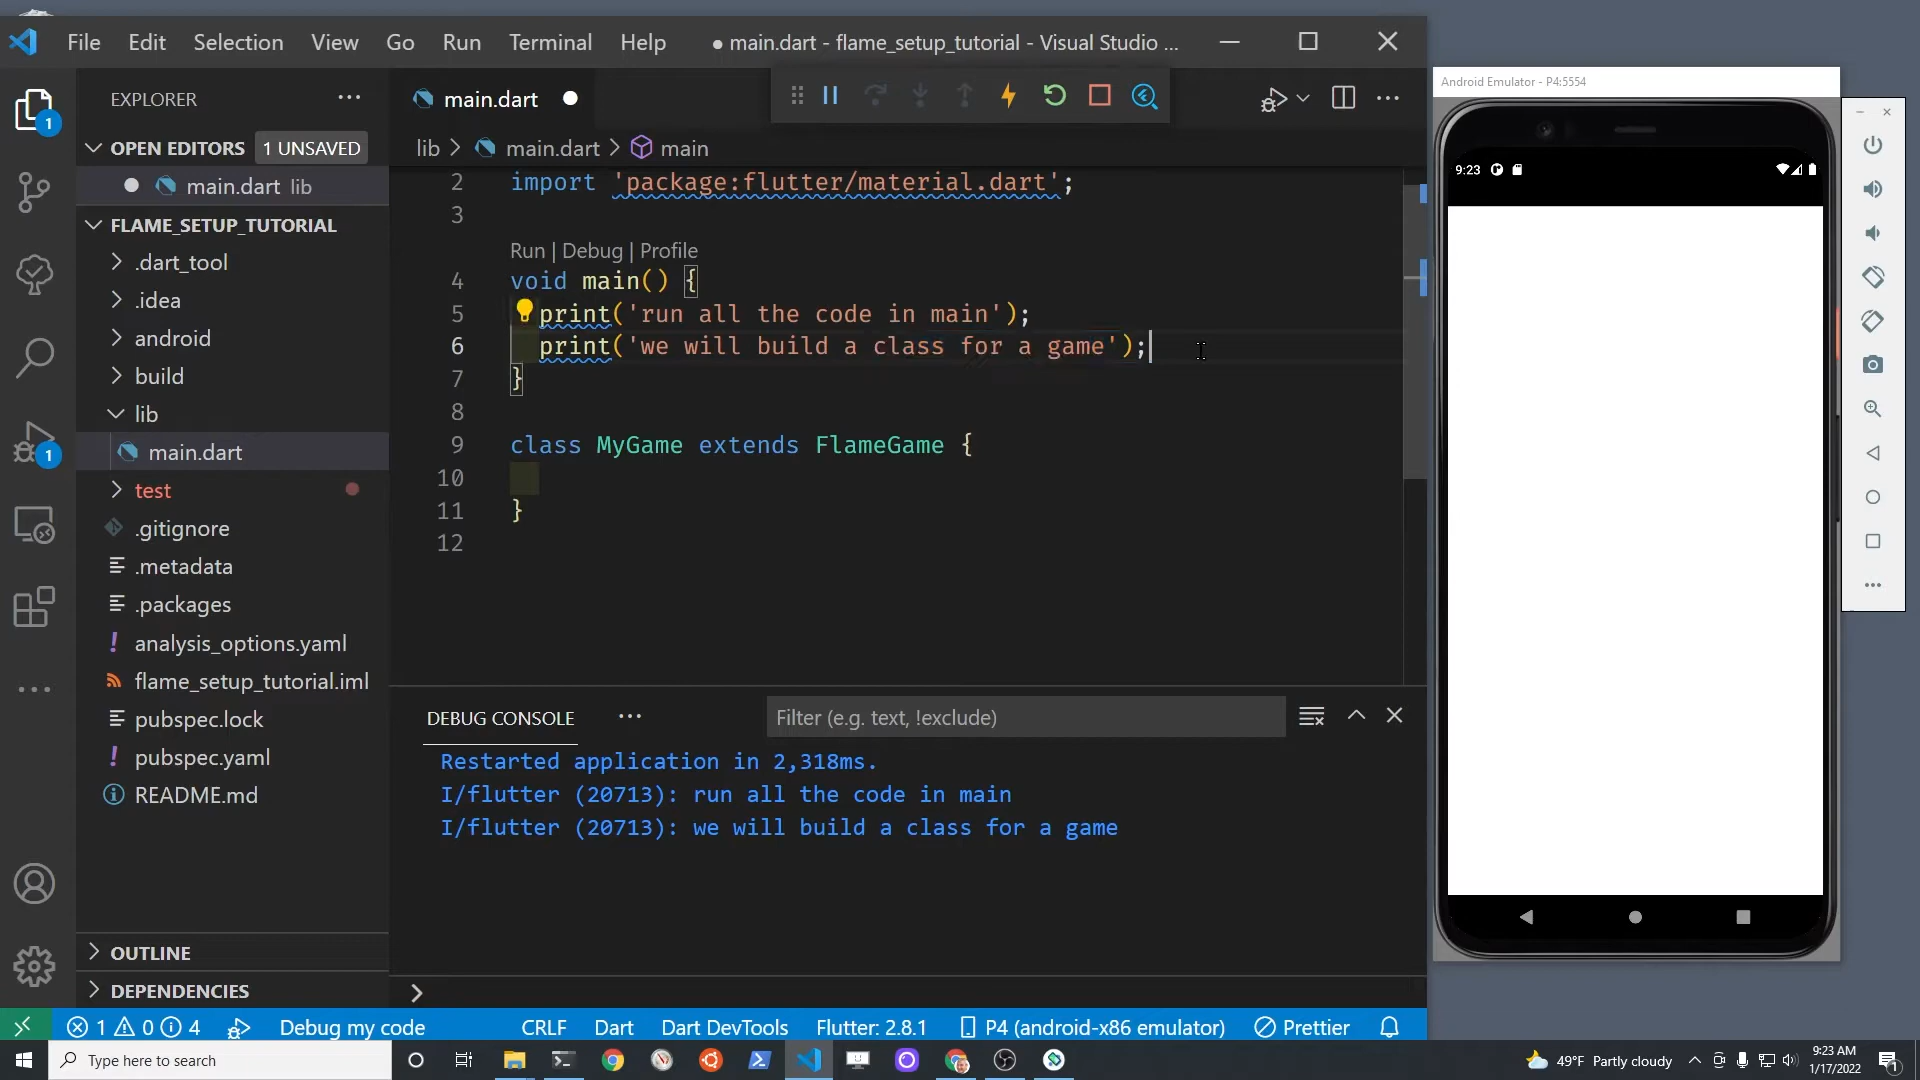 File Edit Selection View Go Run Terminal Help ● main.dart - flame_setup_tutorial - Visual Studio ...
EXPLORER
OPEN EDITORS 1 UNSAVED
main.dart lib
FLAME_SETUP_TUTORIAL
.dart_tool
.idea
android
build
lib
main.dart
test
.gitignore
.metadata
.packages
analysis_options.yaml
flame_setup_tutorial.iml
pubspec.lock
pubspec.yaml
README.md
OUTLINE
DEPENDENCIES
1
1
main.dart
lib > main.dart > main
2 import 'package:flutter/material.dart';
3
Run | Debug | Profile
4 void main() {
5 print('run all the code in main');
6 print('we will build a class for a game');
7 }
8
9 class MyGame extends FlameGame {
10
11 }
12
DEBUG CONSOLE
Filter (e.g. text, !exclude)
Restarted application in 2,318ms.
I/flutter (20713): run all the code in main
I/flutter (20713): we will build a class for a game
1 0 4 Debug my code CRLF Dart Dart DevTools Flutter: 2.8.1 P4 (android-x86 emulator) Prettier
Android Emulator - P4:5554
9:23
Type here to search
49°F Partly cloudy
9:23 AM
1/17/2022
1